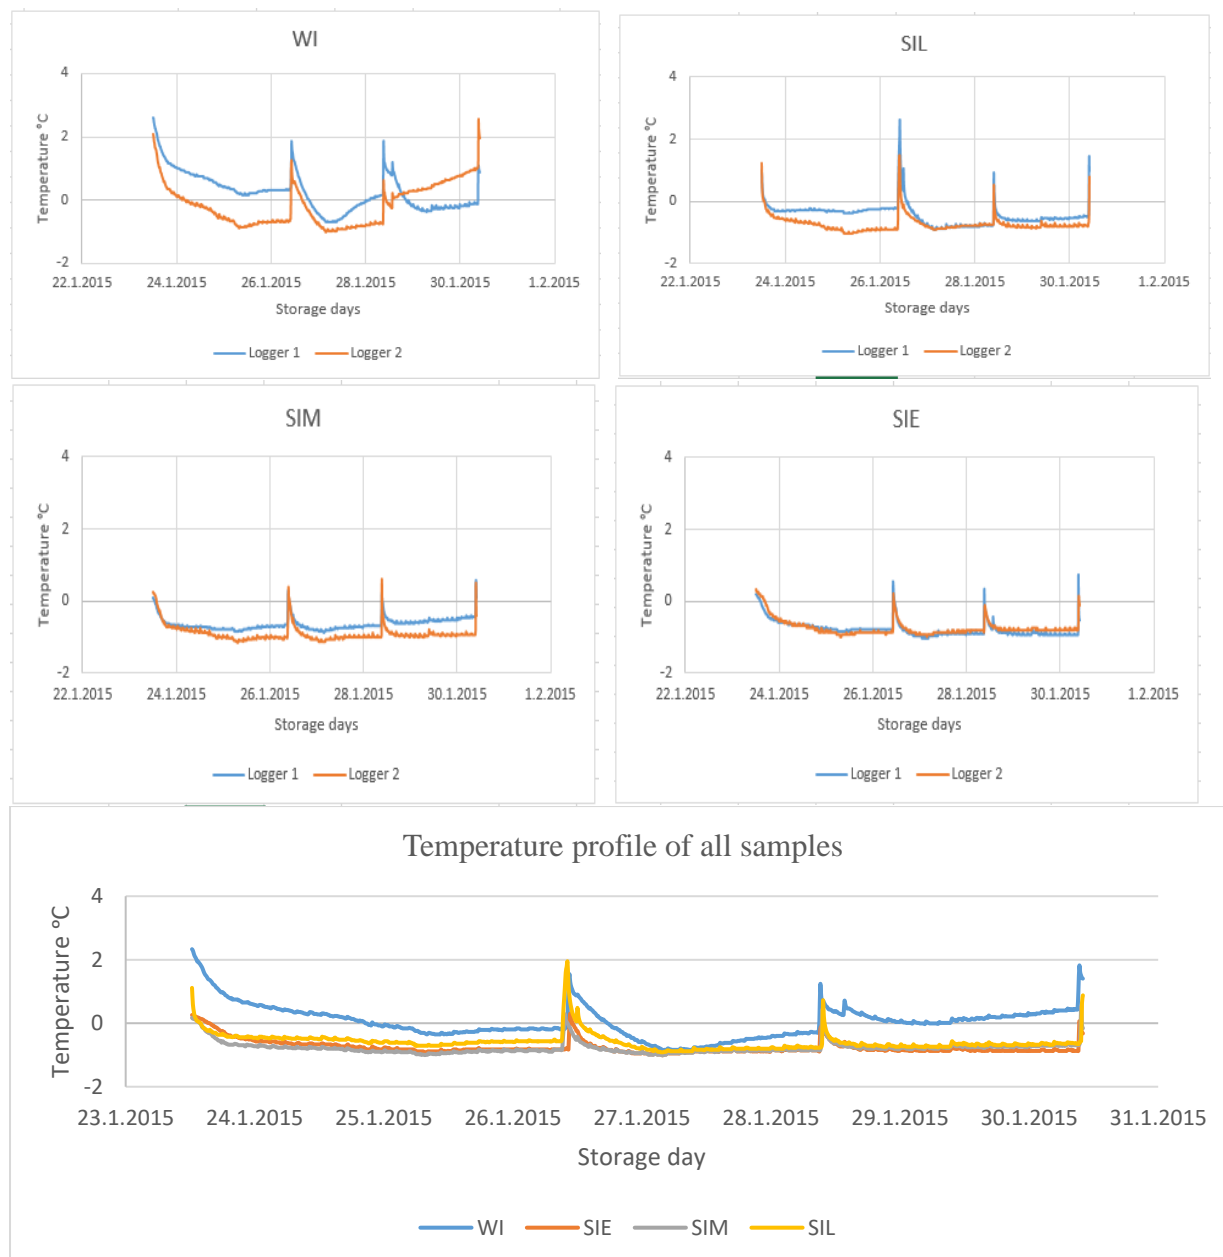 WI
4
2
0
-2
Temperature °C
22.1.2015 24.1.2015 26.1.2015 28.1.2015 30.1.2015 1.2.2015
Storage days
Logger 1 Logger 2
SIL
4
2
0
-2
Temperature °C
22.1.2015 24.1.2015 26.1.2015 28.1.2015 30.1.2015 1.2.2015
Storage days
Logger 1 Logger 2
SIM
4
2
0
-2
Temperature °C
22.1.2015 24.1.2015 26.1.2015 28.1.2015 30.1.2015 1.2.2015
Storage days
Logger 1 Logger 2
SIE
4
2
0
-2
Temperature °C
22.1.2015 24.1.2015 26.1.2015 28.1.2015 30.1.2015 1.2.2015
Storage days
Logger 1 Logger 2
Temperature profile of all samples
4
2
0
-2
Temperature ºC
23.1.2015 24.1.2015 25.1.2015 26.1.2015 27.1.2015 28.1.2015 29.1.2015 30.1.2015 31.1.2015
Storage day
WI SIE SIM SIL